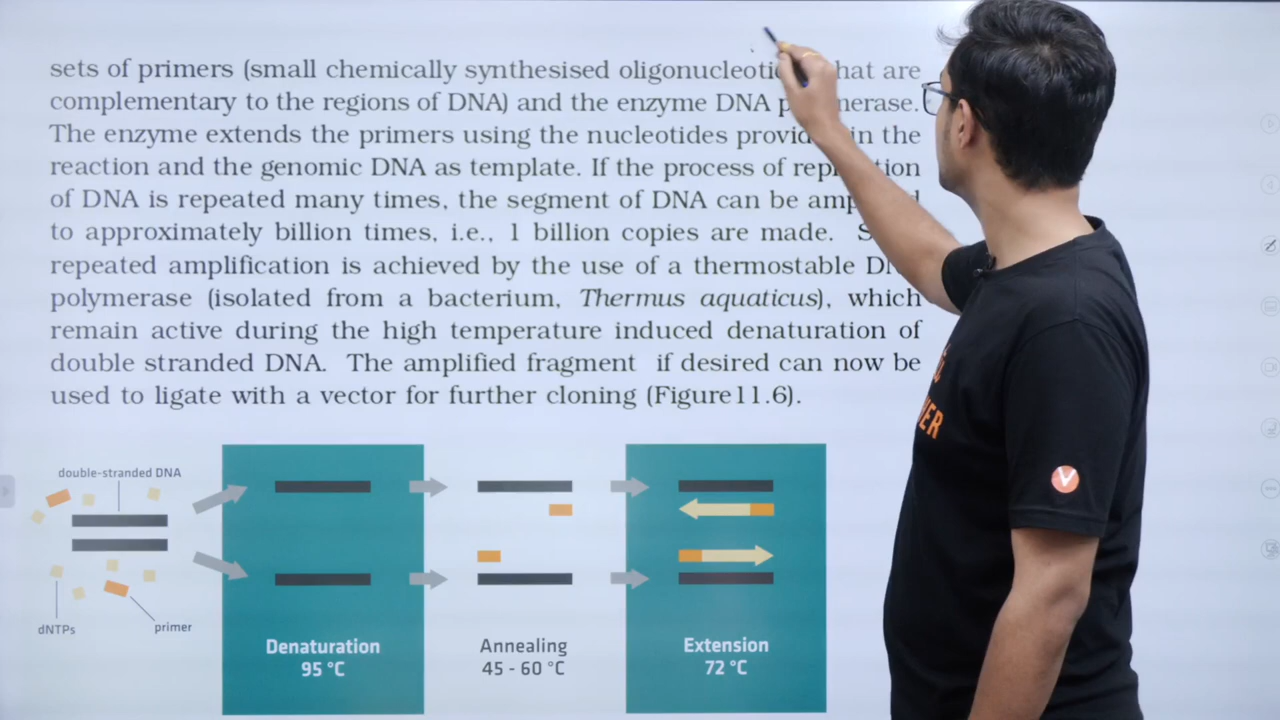 sets of primers (small chemically synthesised that are
complementary to the regions of DNA) and the enzyme DNA
The enzyme extends the primers using the nucleotides in the
reaction and the genomic DNA as template. If the process of
of DNA is repeated many times, the segment of DNA can be
to approximately billion times, i.e., 1 billion copies are made.
repeated amplification is achieved by the use of a thermostable
polymerase (isolated from a bacterium, Thermus aquaticus), which
remain active during the high temperature induced denaturation of
double stranded DNA. The amplified fragment if desired can now be
used to ligate with a vector for further cloning (Figure11.6).
double-stranded DNA
dNTPs
primer
Denaturation
95 °C
Annealing
45 - 60 °C
Extension
72 °C
V